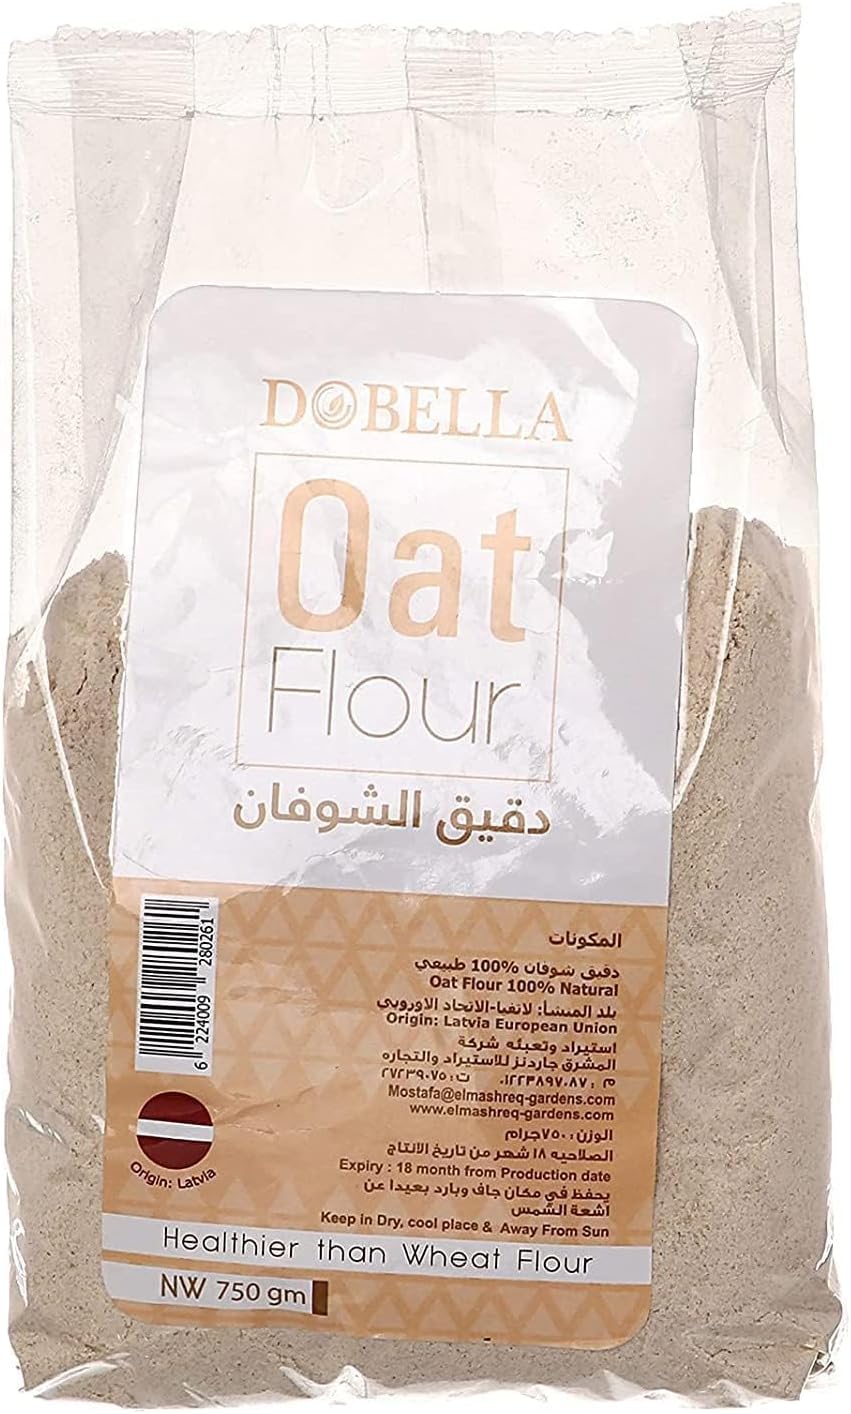 DOBELLA
Oat
Flour
دقيق الشوفان
المكونات
دقيق شوفان 100% طبيعي
Oat Flour 100% Natural
بلد المنشأ: لاتفيا-الاتحاد الاوروبي
Origin: Latvia European Union
استيراد وتعبئه شركة
المشرق جاردنز للاستيراد والتجاره
م : ٠١٢٢٣٨٩٧٠٨٧ ت : ٢٧٢٣٩٠٧٥
Mostafa@elmashreq-gardens.com
www.elmashreq-gardens.com
الوزن : ٧٥٠جرام
الصلاحيه ١٨ شهر من تاريخ الانتاج
Expiry : 18 month from Production date
يحفظ في مكان جاف وبارد بعيدا عن
اشعة الشمس
Keep in Dry, cool place & Away From Sun
6 224009 280261
Origin: Latvia
Healthier than Wheat Flour
NW 750 gm